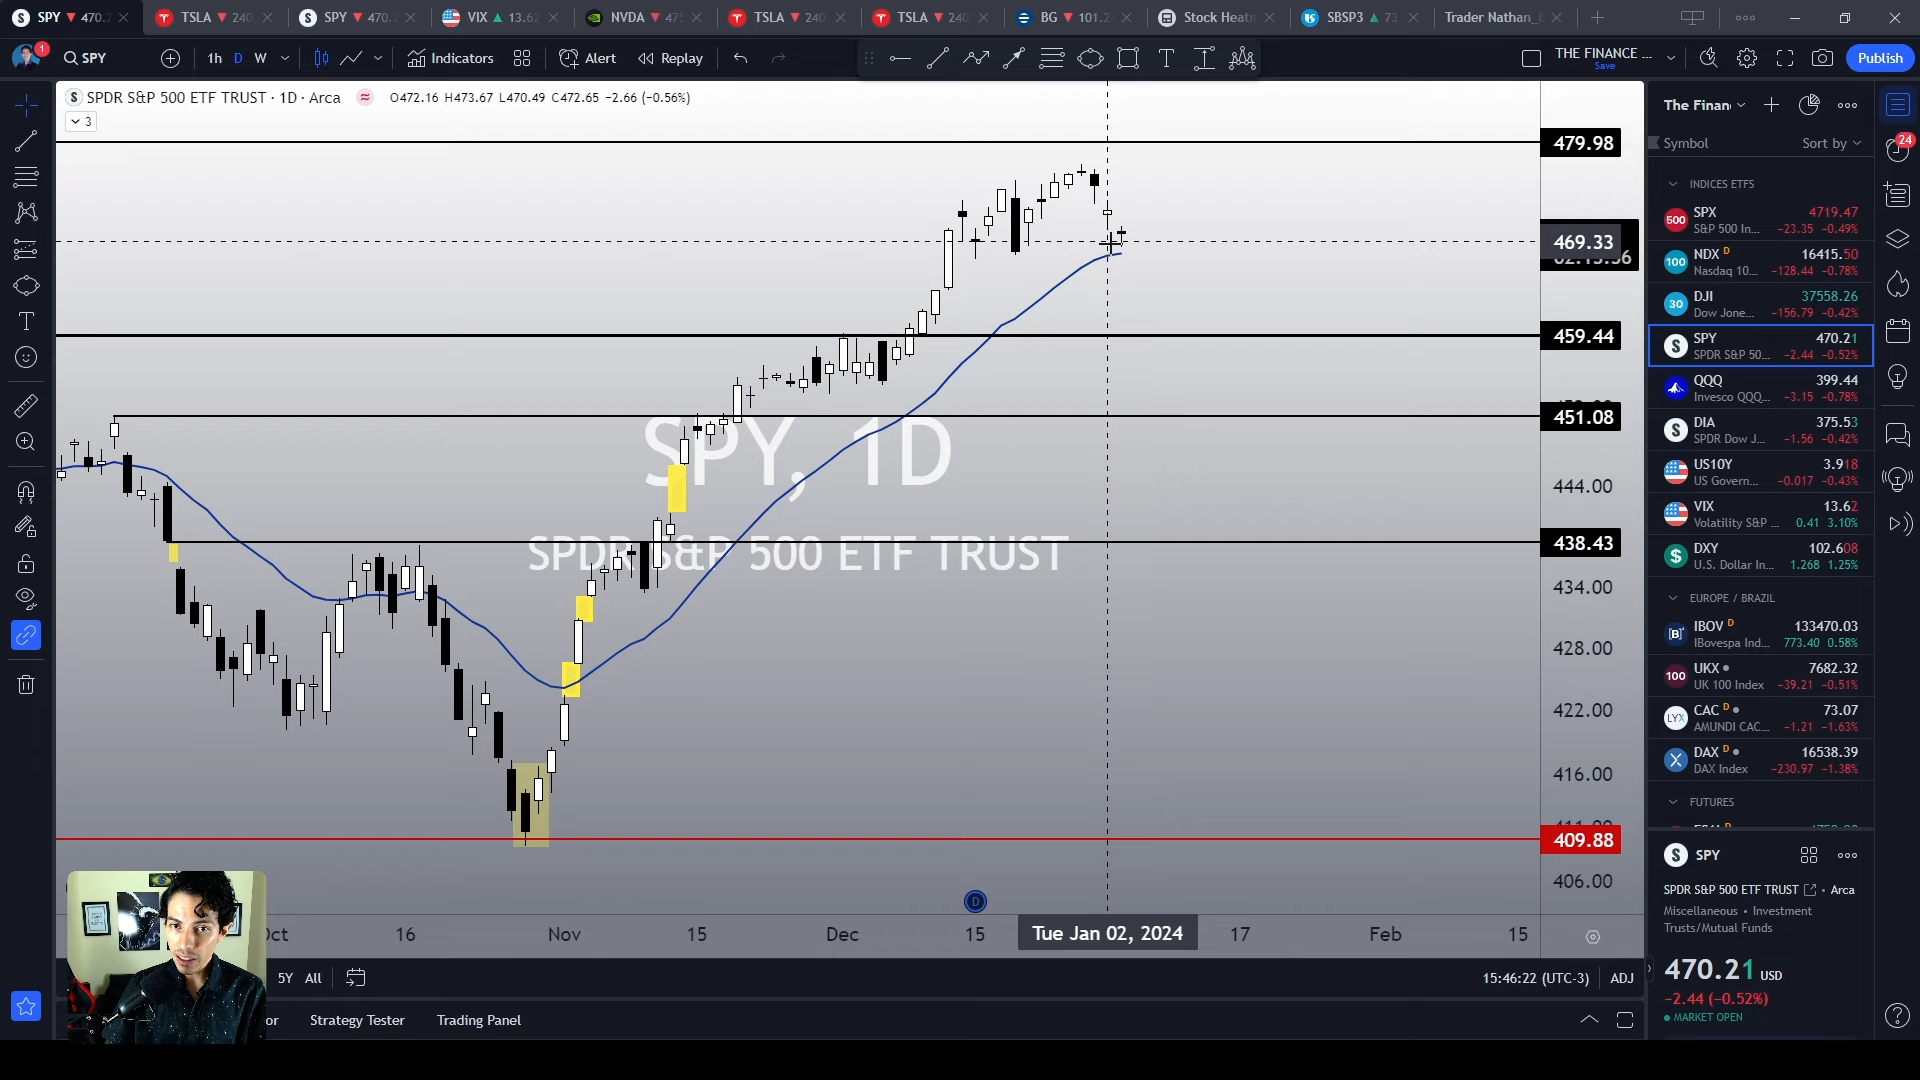 SPY ▼ 470.2
TSLA ▼ 240
SPY ▼ 470.2
VIX ▲ 13.62
NVDA ▼ 475
TSLA ▼ 240
TSLA ▼ 240
BG ▼ 101.2
Stock Heatm
SBSP3 ▲ 73
Trader Nathan_
1
SPY
1h D W
Indicators
Alert
Replay
THE FINANCE ...
Save
Publish
SPDR S&P 500 ETF TRUST · 1D · Arca
O472.16 H473.67 L470.49 C472.65 −2.66 (−0.56%)
3
479.98
469.33
459.44
451.08
444.00
438.43
434.00
428.00
422.00
416.00
409.88
406.00
SPY, 1D
SPDR S&P 500 ETF TRUST
D
Oct
16
Nov
15
Dec
15
Tue Jan 02, 2024
17
Feb
15
5Y All
15:46:22 (UTC-3)
ADJ
or
Strategy Tester
Trading Panel
The Finan
24
Symbol
Sort by
INDICES ETFS
500
SPX 4719.47
S&P 500 In... −23.35 −0.49%
100
NDX D 16415.50
Nasdaq 10... −128.44 −0.78%
30
DJI 37558.26
Dow Jone... −156.79 −0.42%
SPY 470.21
SPDR S&P 50... −2.44 −0.52%
QQQ 399.44
Invesco QQQ... −3.15 −0.78%
DIA 375.53
SPDR Dow J... −1.56 −0.42%
US10Y 3.918
US Govern... −0.017 −0.43%
VIX 13.62
Volatility S&P ... 0.41 3.10%
DXY 102.608
U.S. Dollar In... 1.268 1.25%
EUROPE / BRAZIL
[B]
IBOV D 133470.03
IBovespa Ind... 773.40 0.58%
100
UKX 7682.32
UK 100 Index −39.21 −0.51%
LYX
CAC D 73.07
AMUNDI CAC... −1.21 −1.63%
DAX D 16538.39
DAX Index −230.97 −1.38%
FUTURES
SPY
SPDR S&P 500 ETF TRUST • Arca
Miscellaneous • Investment
Trusts/Mutual Funds
470.21 USD
−2.44 (−0.52%)
MARKET OPEN